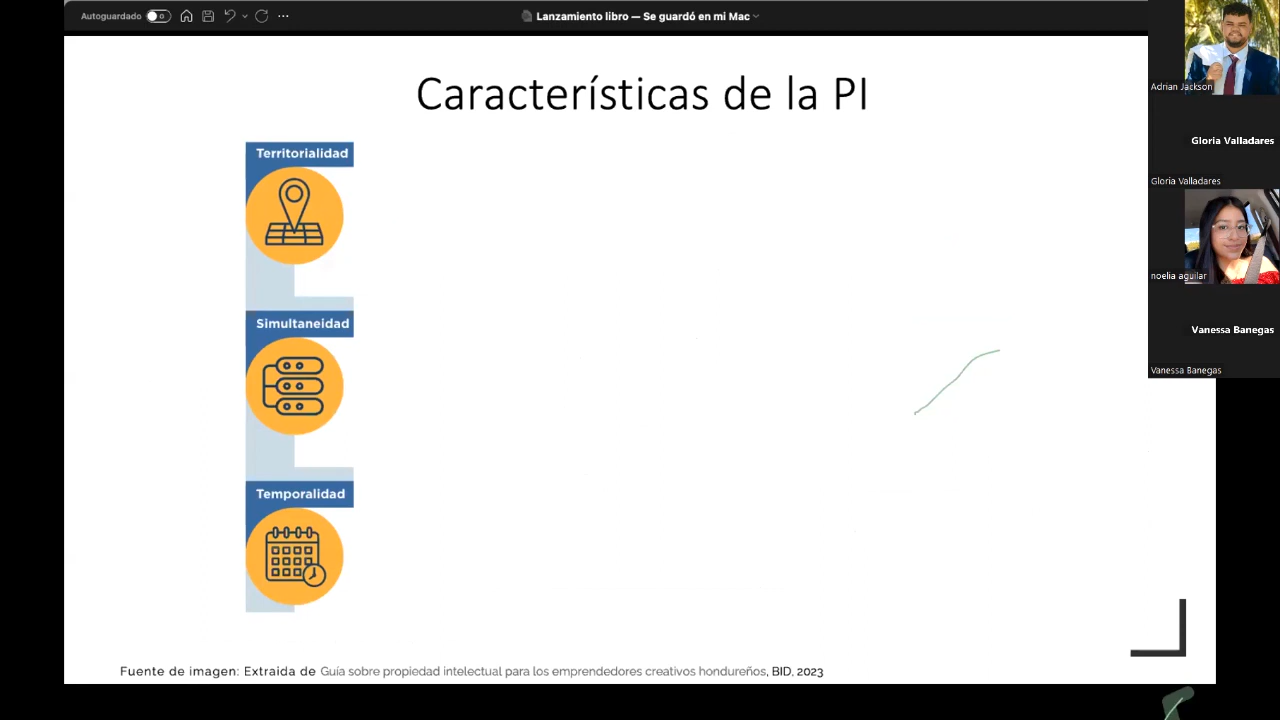 Autoguardado
Lanzamiento libro — Se guardó en mi Mac
Características de la PI
Territorialidad
Simultaneidad
Temporalidad
Fuente de imagen: Extraida de Guía sobre propiedad intelectual para los emprendedores creativos hondureños, BID, 2023
Adrian Jackson
Gloria Valladares
Gloria Valladares
noelia aguilar
Vanessa Banegas
Vanessa Banegas